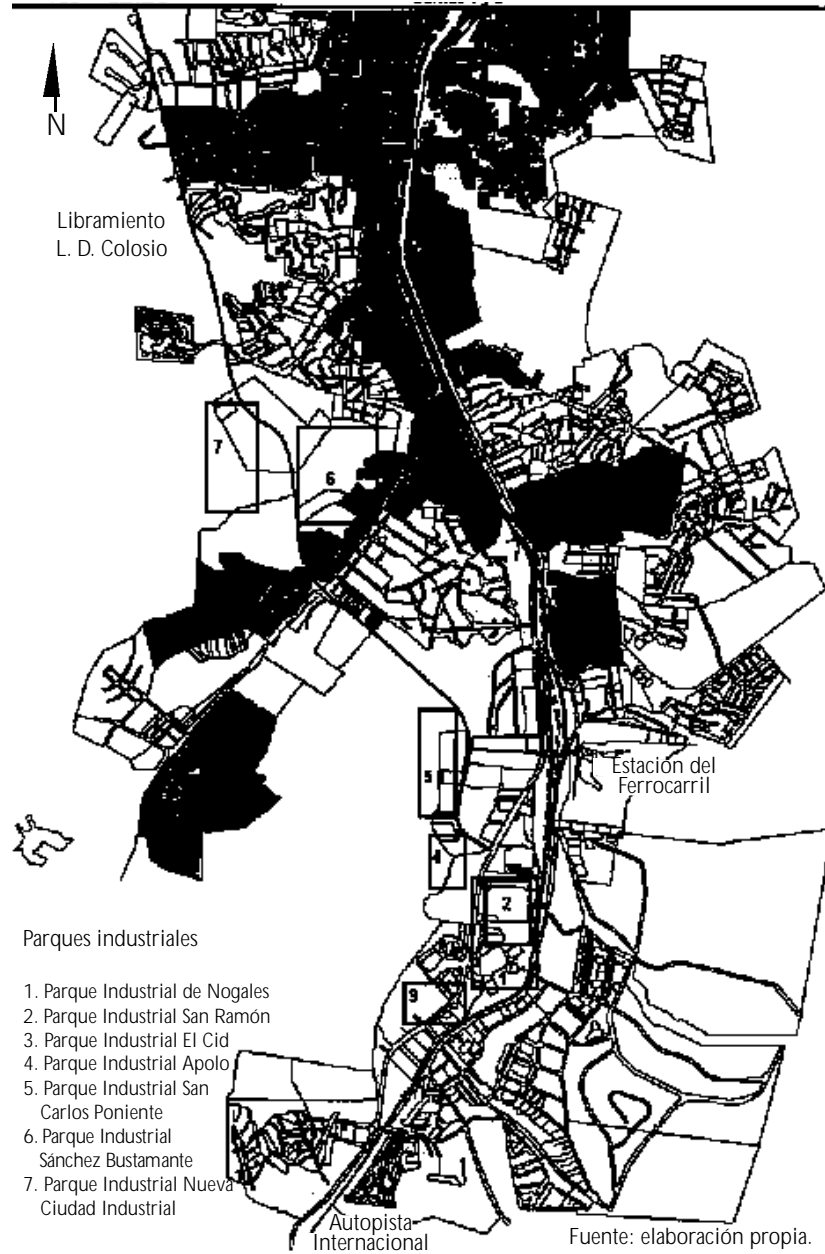 N
Libramiento
L. D. Colosio
7
6
Estación del
Ferrocarril
5
4
2
9
Parques industriales
1. Parque Industrial de Nogales
2. Parque Industrial San Ramón
3. Parque Industrial El Cid
4. Parque Industrial Apolo
5. Parque Industrial San
Carlos Poniente
6. Parque Industrial
Sánchez Bustamante
7. Parque Industrial Nueva
Ciudad Industrial
Autopista
Internacional
Fuente: elaboración propia.